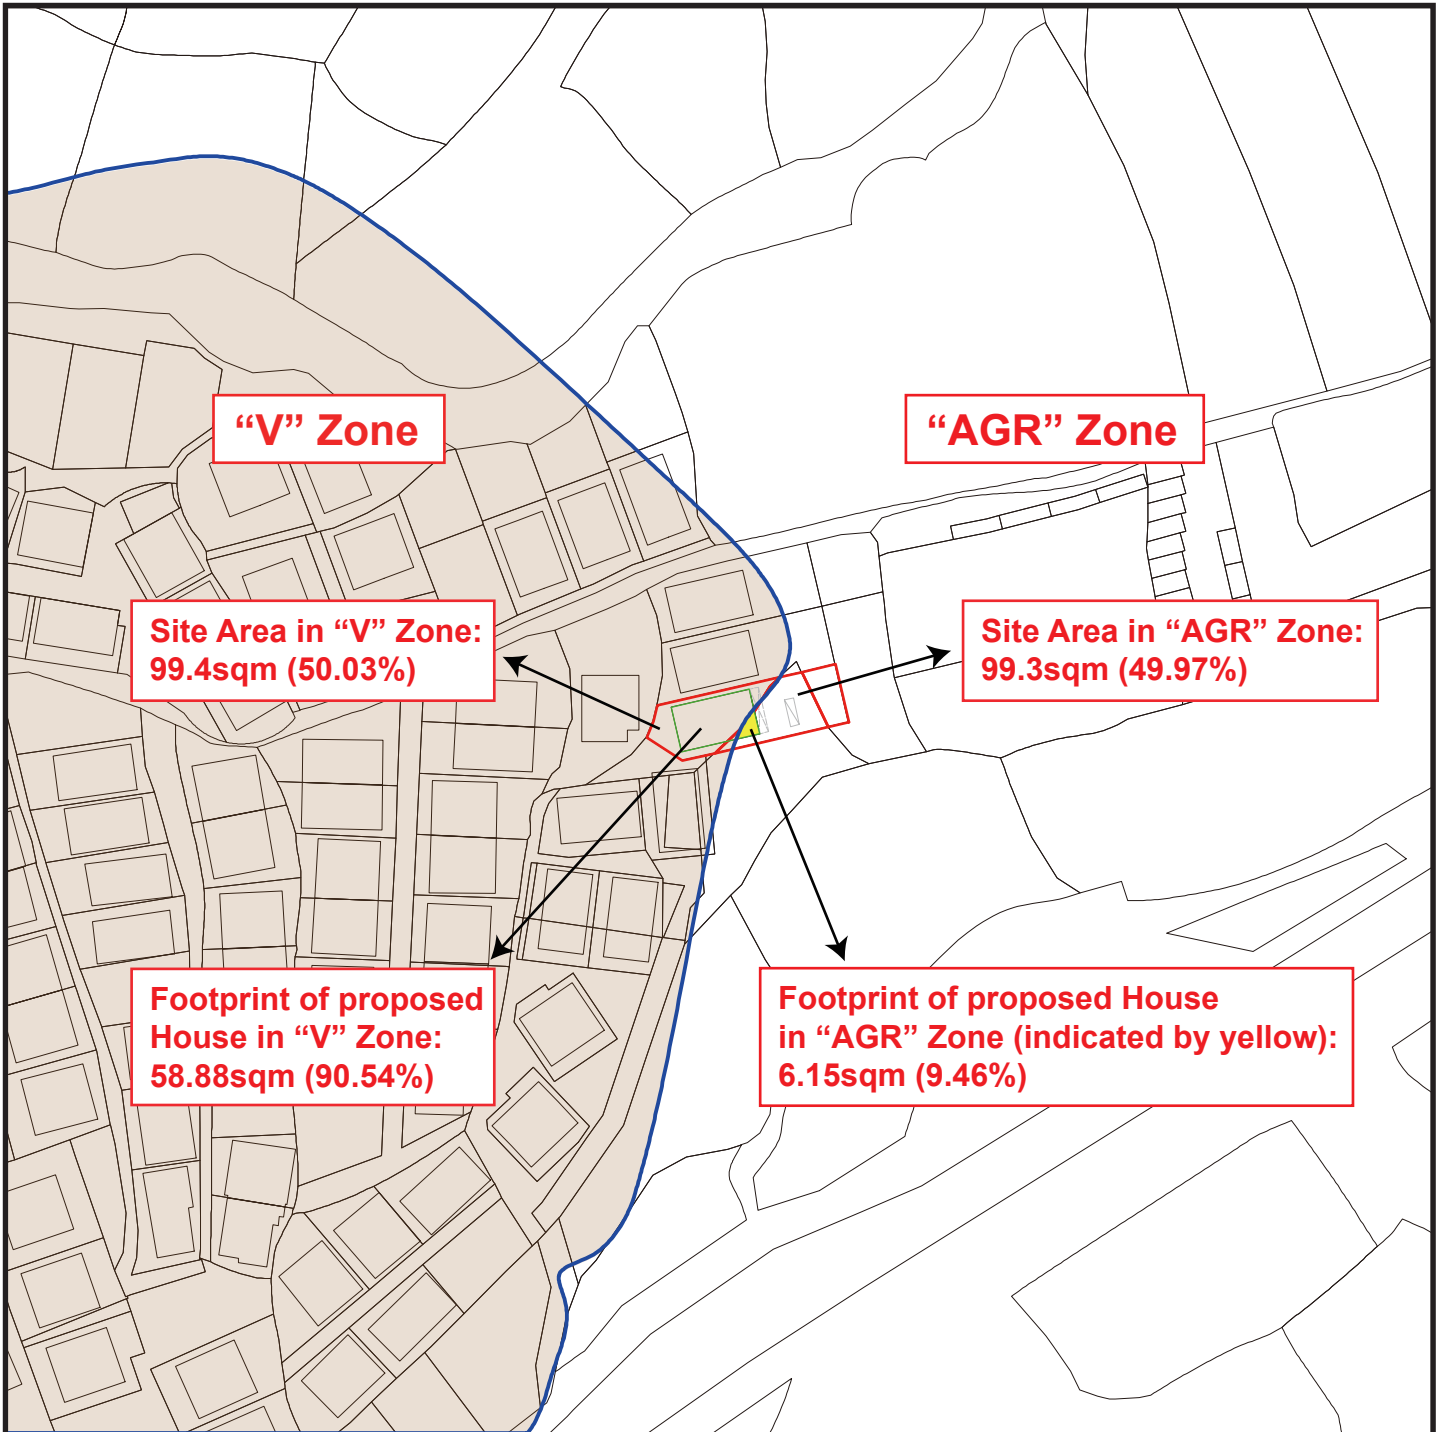 “V” Zone
“AGR” Zone
Site Area in “V” Zone:
99.4sqm (50.03%)
Site Area in “AGR” Zone:
99.3sqm (49.97%)
Footprint of proposed
House in “V” Zone:
58.88sqm (90.54%)
Footprint of proposed House
in “AGR” Zone (indicated by yellow):
6.15sqm (9.46%)